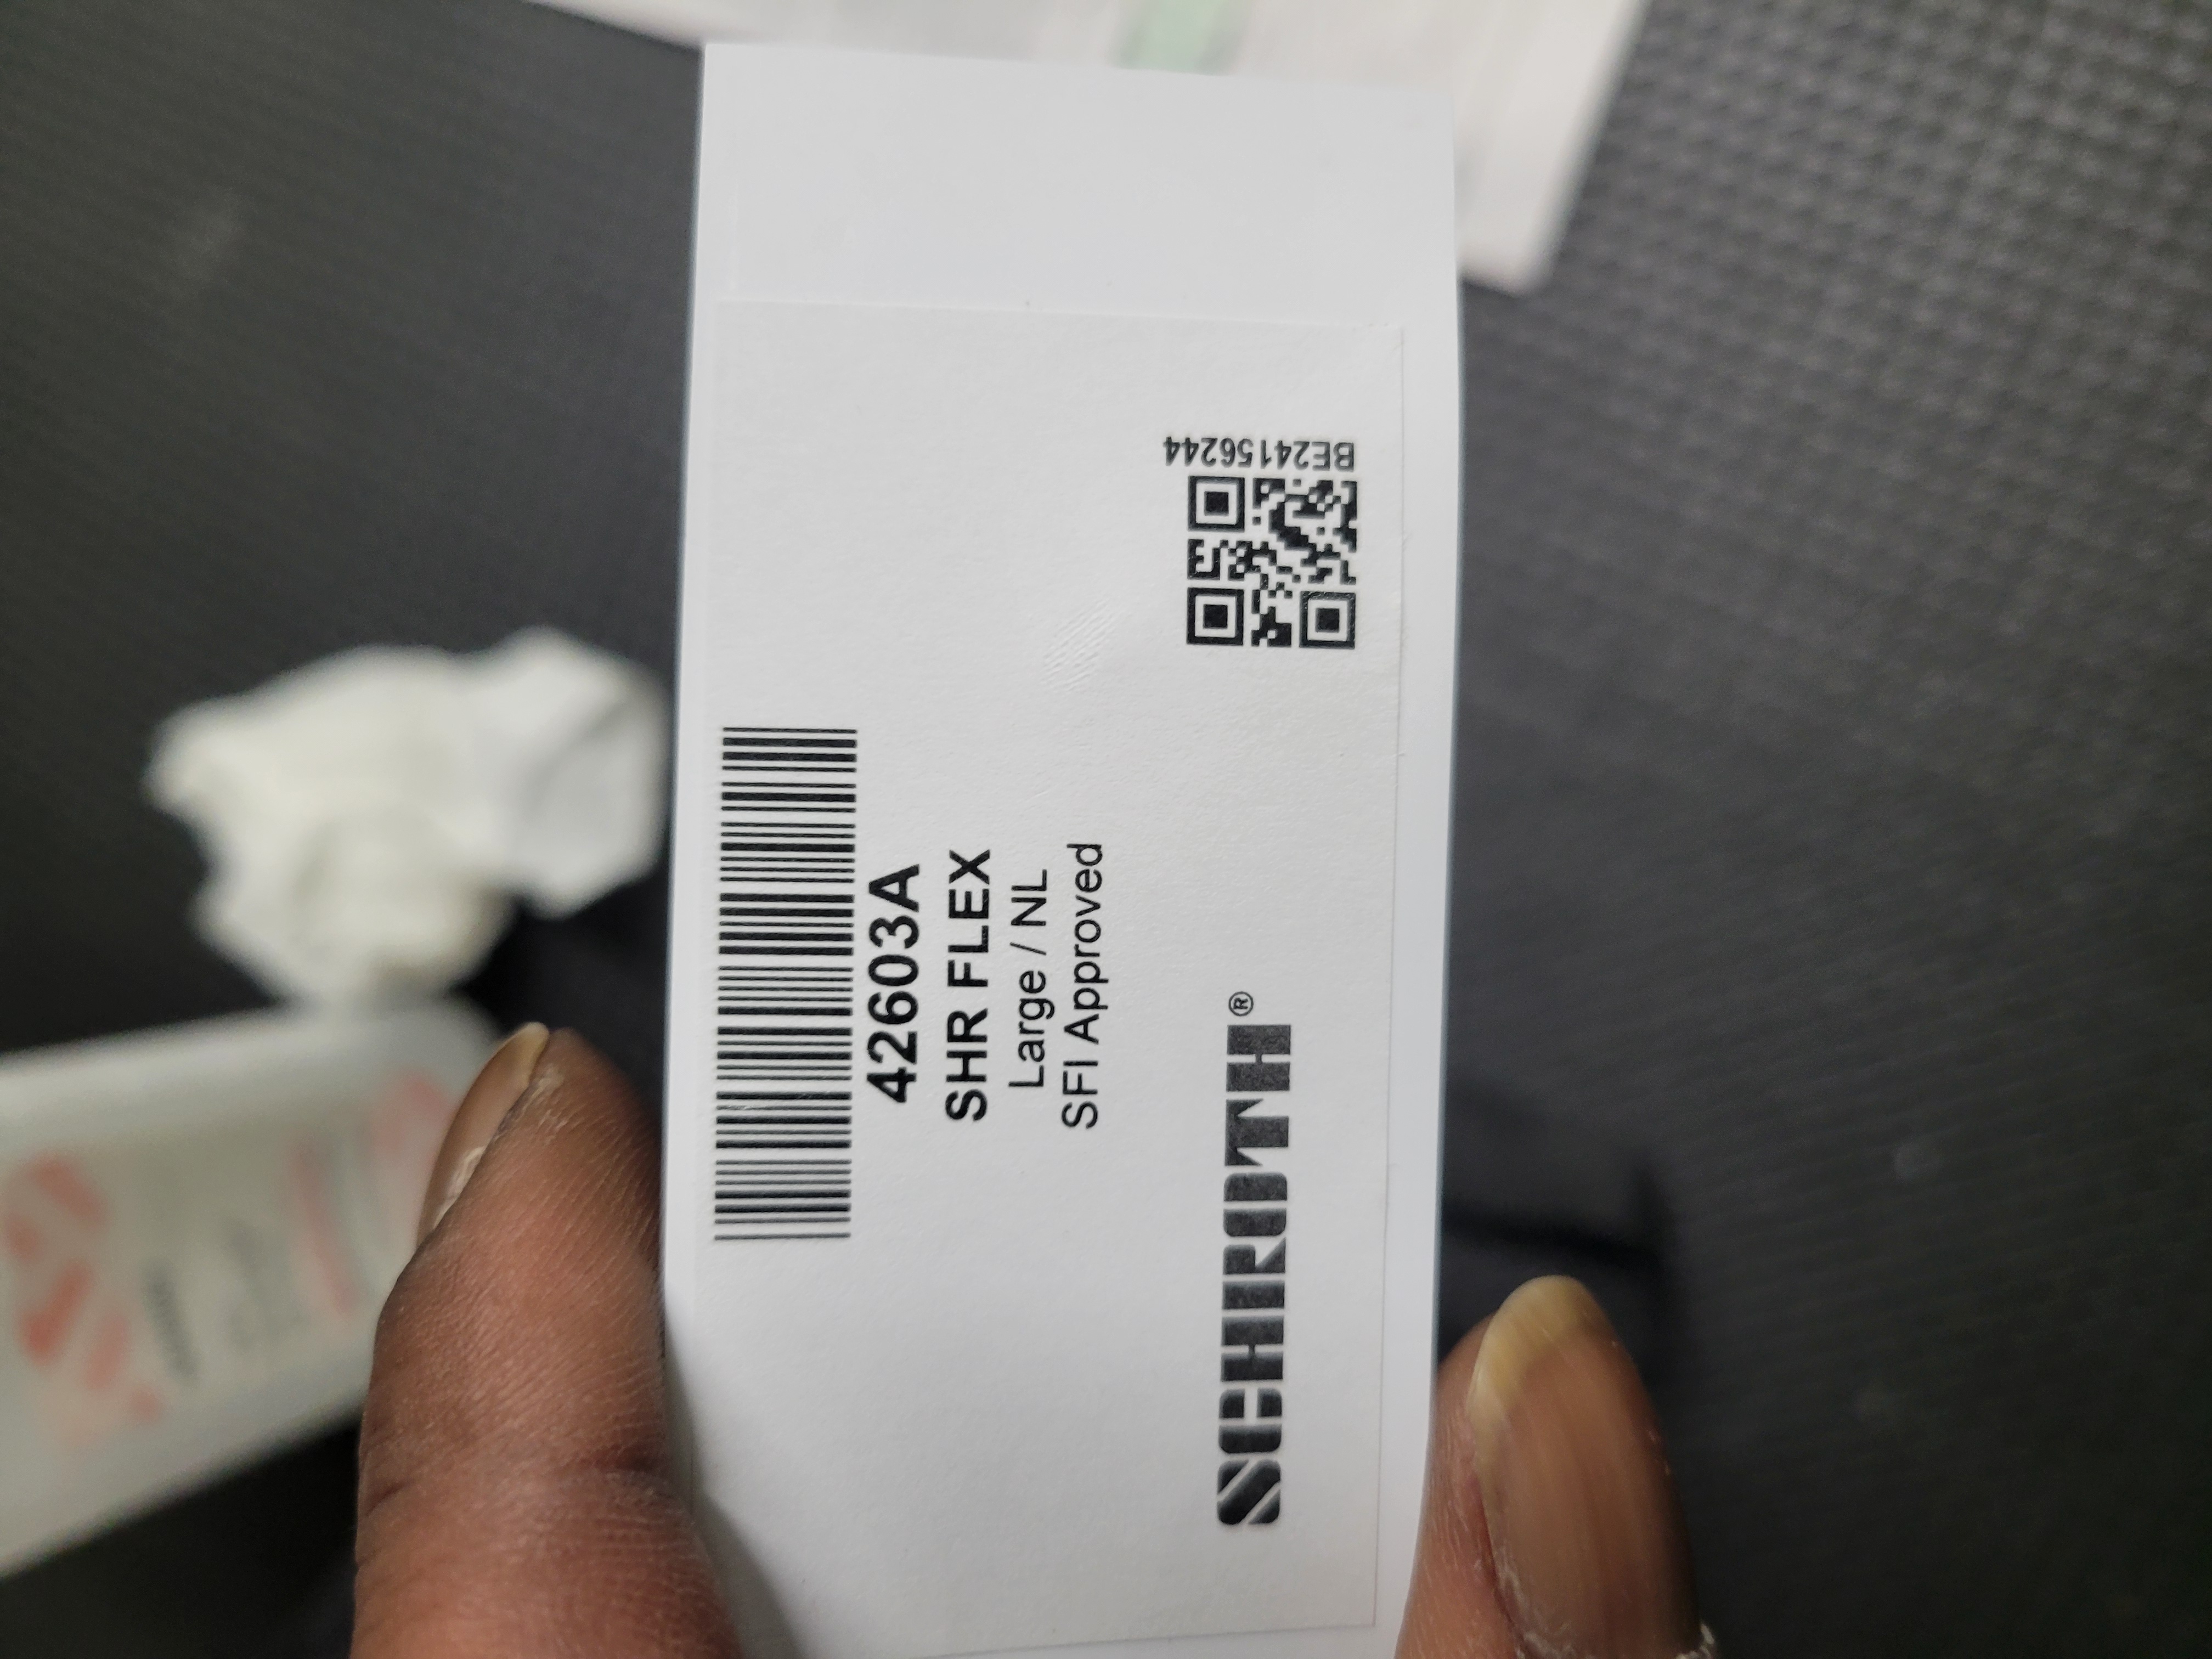 42603A
SHR FLEX
Large / NL
SFI Approved
SCHROTH®
BE24156244